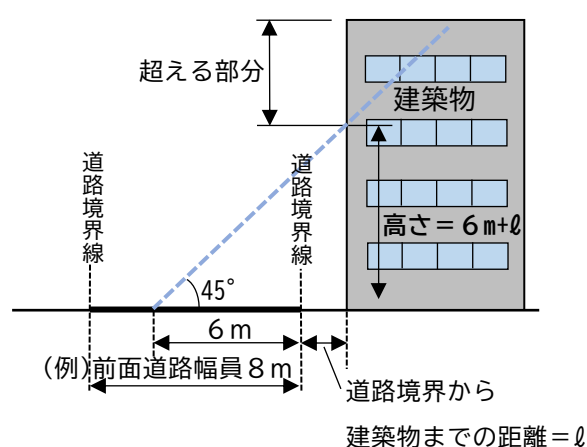 超える部分
建築物
道路境界線
道路境界線
高さ＝６ｍ+ℓ
45°
６ｍ
(例)前面道路幅員８ｍ
道路境界から
建築物までの距離＝ℓ